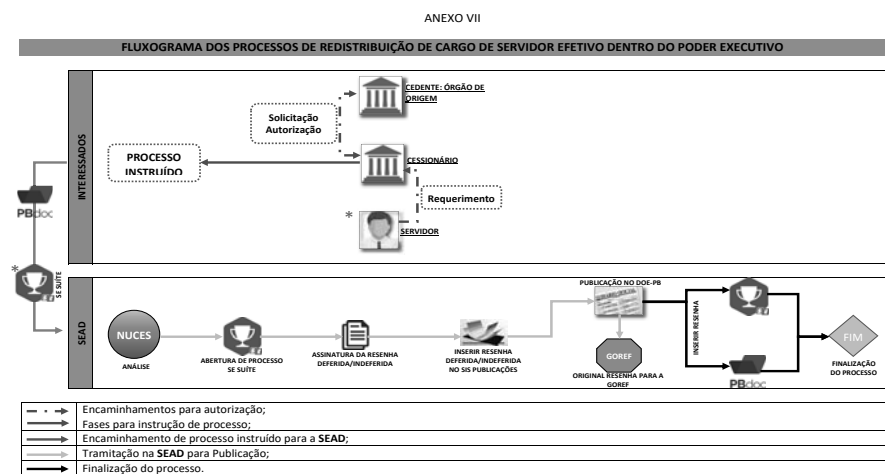 ANEXO VII
FLUXOGRAMA DOS PROCESSOS DE REDISTRIBUIÇÃO DE CARGO DE SERVIDOR EFETIVO DENTRO DO PODER EXECUTIVO
INTERESSADOS
CEDENTE: ÓRGÃO DE
ORIGEM
Solicitação
Autorização
PROCESSO
INSTRUÍDO
CESSIONÁRIO
Requerimento
*
SERVIDOR
PBdoc
*
SE SUÍTE
SEAD
NUCES
ANÁLISE
ABERTURA DE PROCESSO
SE SUÍTE
ASSINATURA DA RESENHA
DEFERIDA/INDEFERIDA
INSERIR RESENHA
DEFERIDA/INDEFERIDA
NO SIS PUBLICAÇÕES
PUBLICAÇÃO NO DOE-PB
GOREF
ORIGINAL RESENHA PARA A
GOREF
INSERIR RESENHA
PBdoc
FIM
FINALIZAÇÃO
DO PROCESSO
Encaminhamentos para autorização;
Fases para instrução de processo;
Encaminhamento de processo instruído para a SEAD;
Tramitação na SEAD para Publicação;
Finalização do processo.